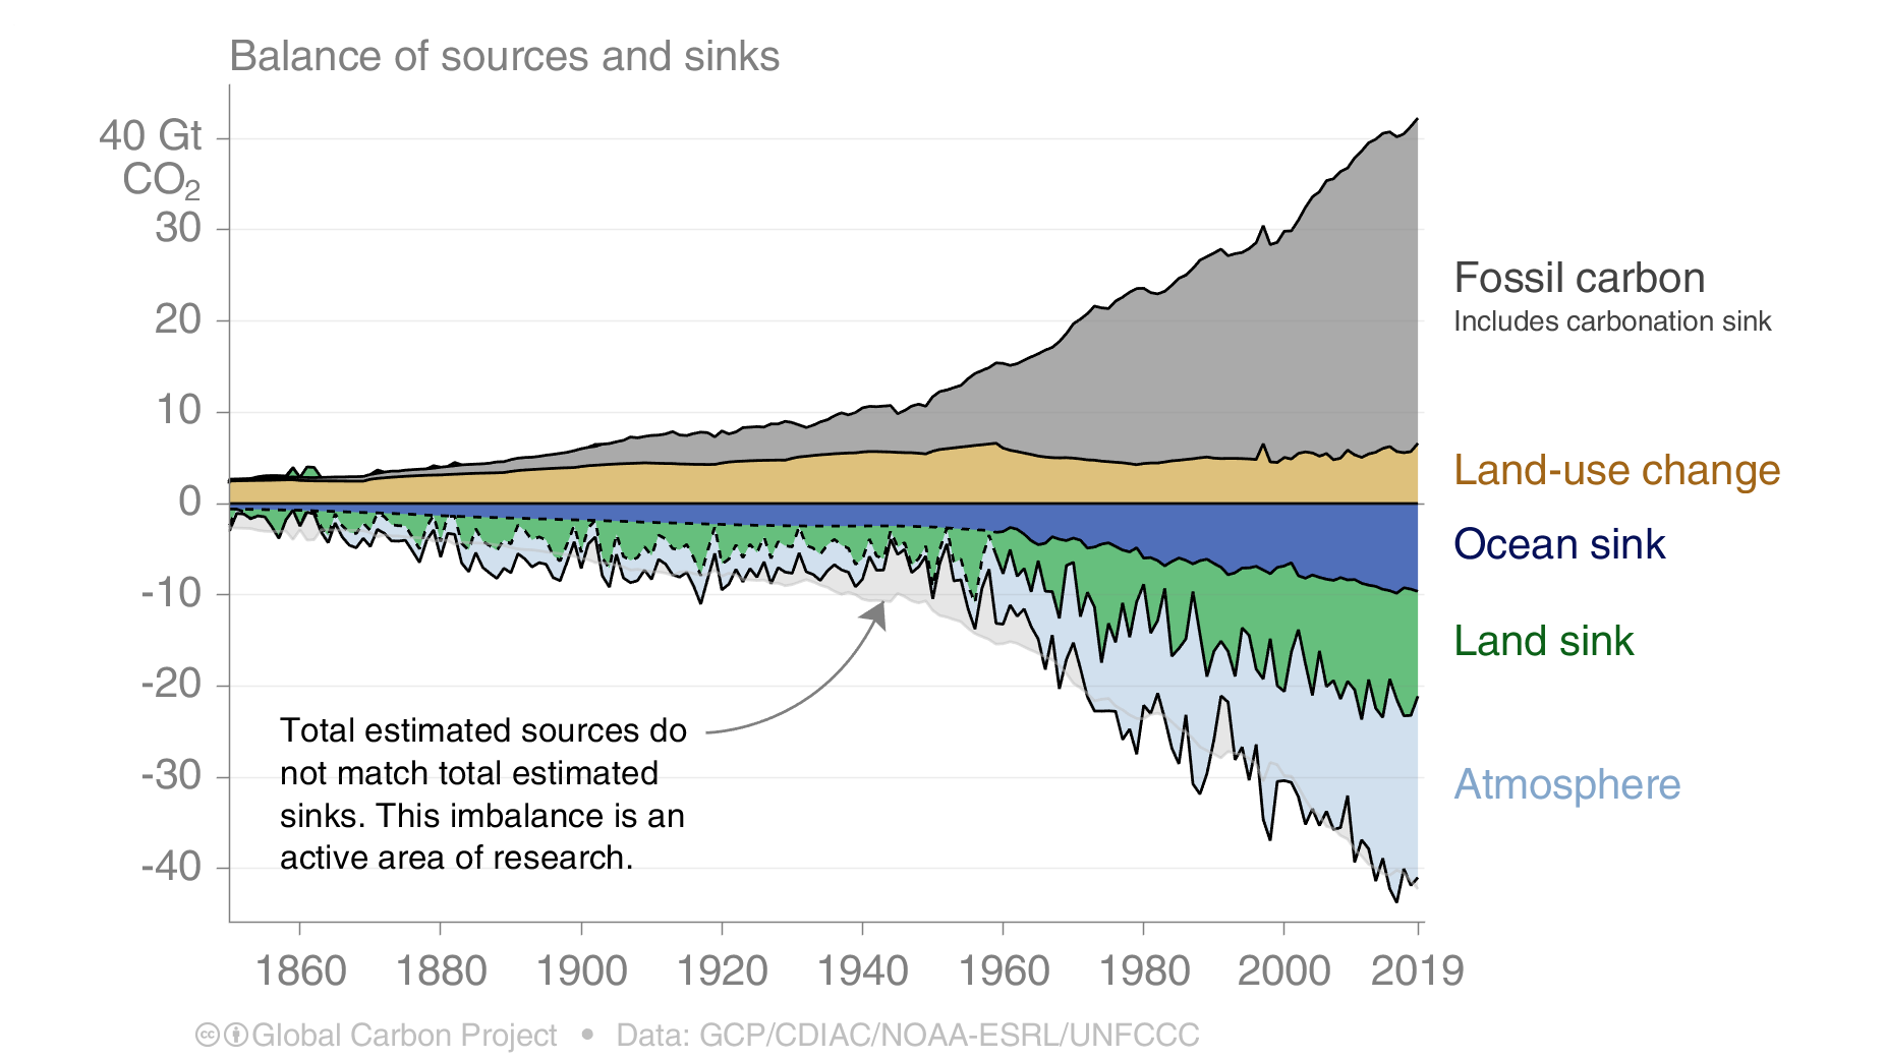 Balance of sources and sinks
40 Gt
CO₂
30
20
10
0
-10
-20
-30
-40
Fossil carbon
Includes carbonation sink
Land-use change
Ocean sink
Land sink
Atmosphere
Total estimated sources do
not match total estimated
sinks. This imbalance is an
active area of research.
1860 1880 1900 1920 1940 1960 1980 2000 2019
cc Global Carbon Project • Data: GCP/CDIAC/NOAA-ESRL/UNFCCC